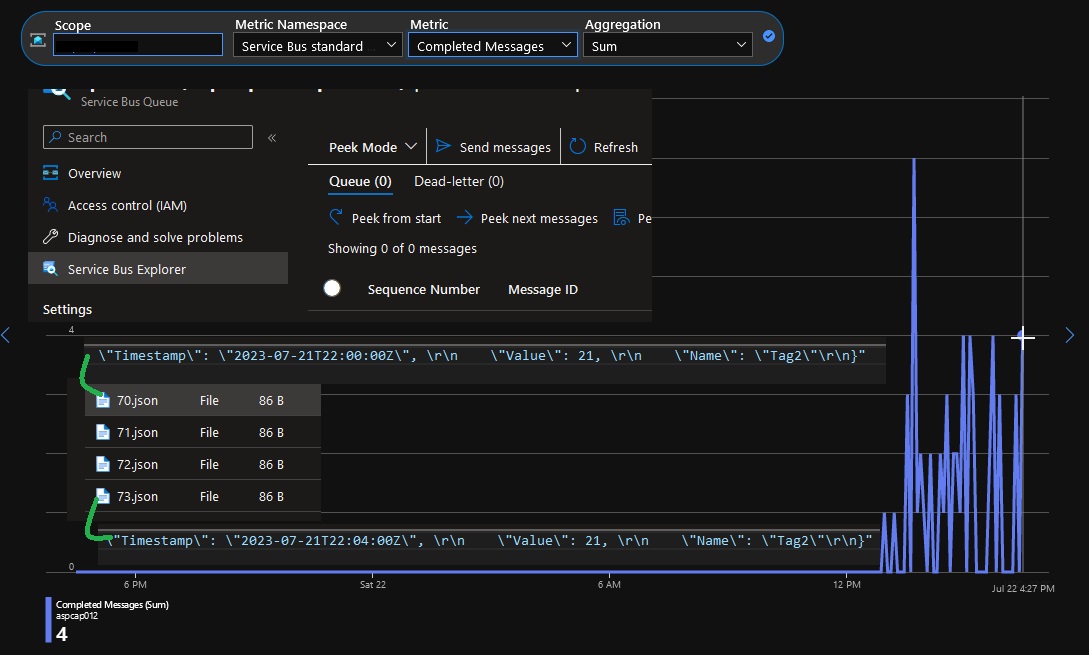 Scope Metric Namespace Metric Aggregation
Service Bus standard Completed Messages Sum
Service Bus Queue
Search «
Peek Mode Send messages Refresh
Overview
Queue (0) Dead-letter (0)
Access control (IAM)
Peek from start Peek next messages Pe
Diagnose and solve problems
Showing 0 of 0 messages
Service Bus Explorer
Sequence Number Message ID
Settings
4
\"Timestamp\": \"2023-07-21T22:00:00Z\", \r\n \"Value\": 21, \r\n \"Name\": \"Tag2\"\r\n}"
70.json File 86 B
71.json File 86 B
72.json File 86 B
73.json File 86 B
\"Timestamp\": \"2023-07-21T22:04:00Z\", \r\n \"Value\": 21, \r\n \"Name\": \"Tag2\"\r\n}"
0
6 PM Sat 22 6 AM 12 PM Jul 22 4:27 PM
Completed Messages (Sum)
aspcap012
4